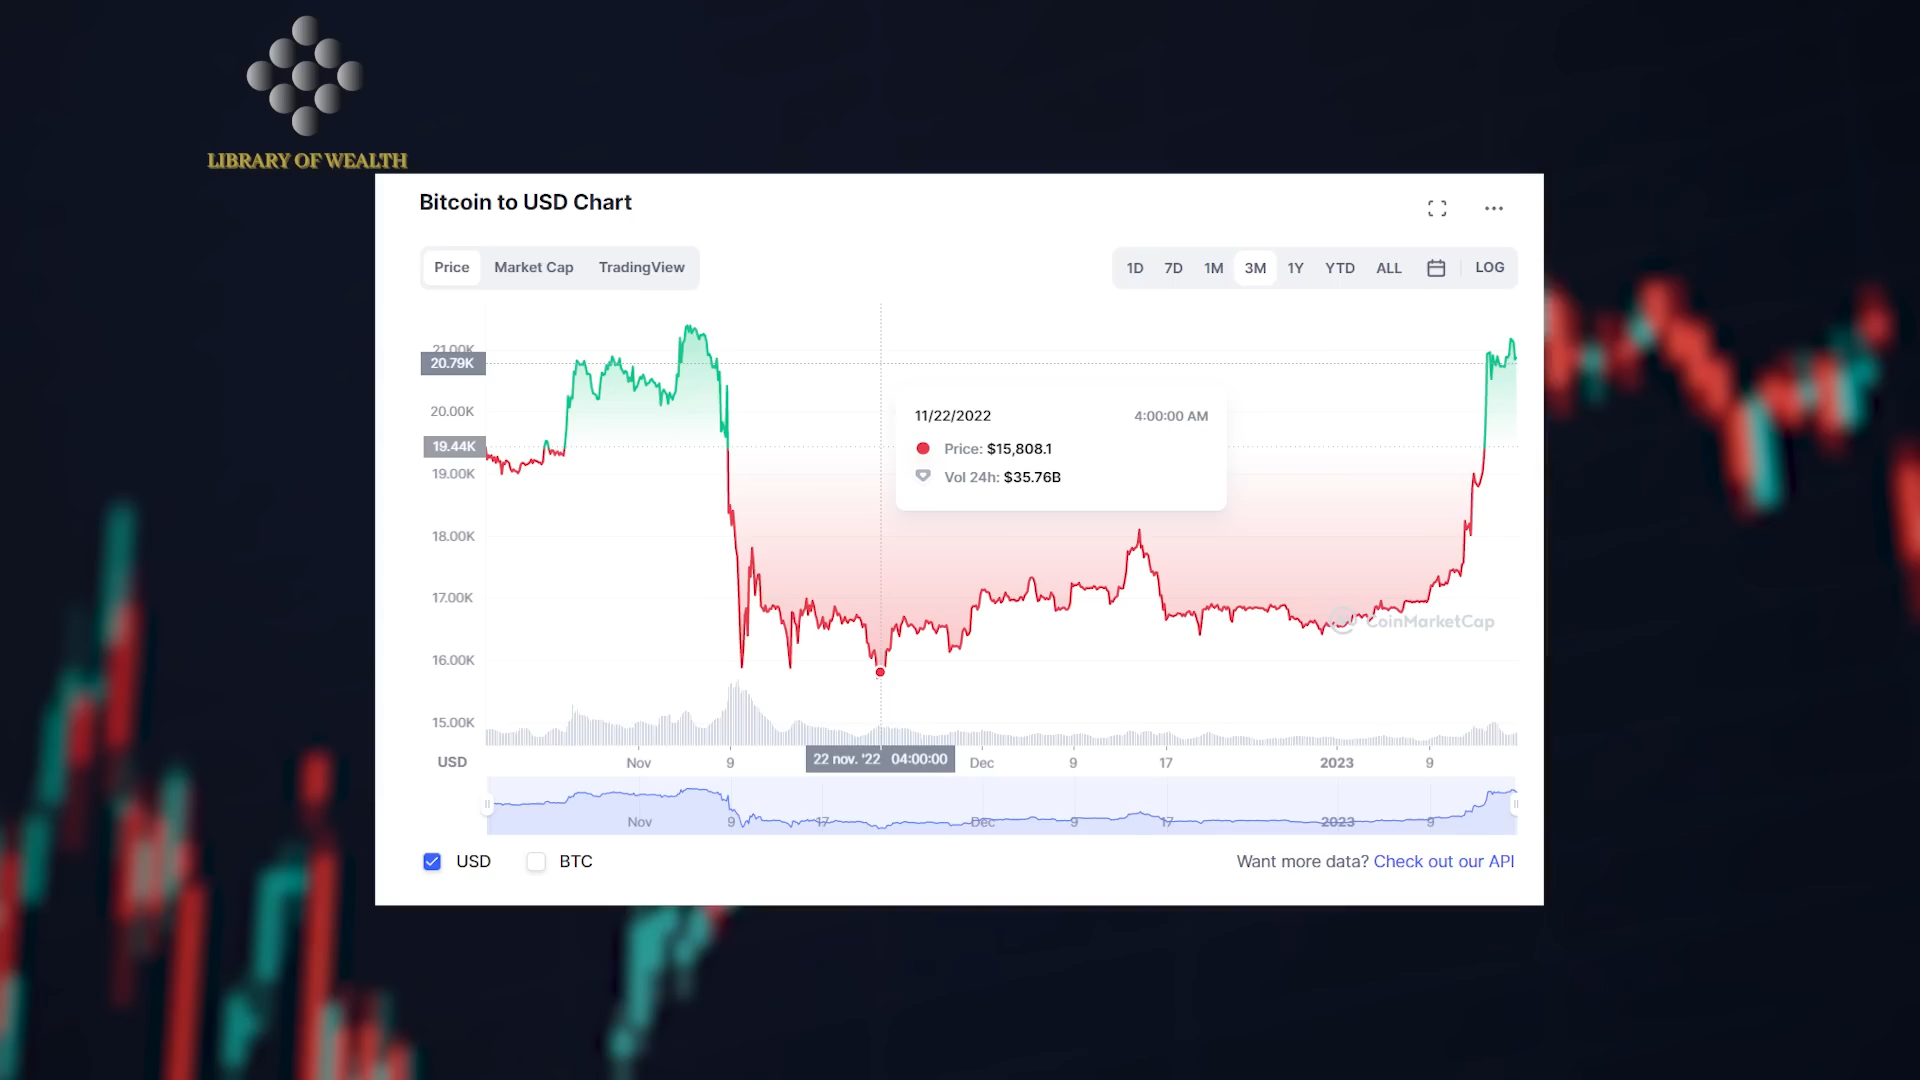 LIBRARY OF WEALTH
Bitcoin to USD Chart
Price Market Cap TradingView
1D 7D 1M 3M 1Y YTD ALL LOG
21.00K
20.79K
20.00K
19.44K
19.00K
18.00K
17.00K
16.00K
15.00K
11/22/2022 4:00:00 AM
Price: $15,808.1
Vol 24h: $35.76B
CoinMarketCap
USD Nov 9 22 nov. '22 04:00:00 Dec 9 17 2023 9
Nov 9 17 Dec 9 17 2023 9
USD BTC Want more data? Check out our API